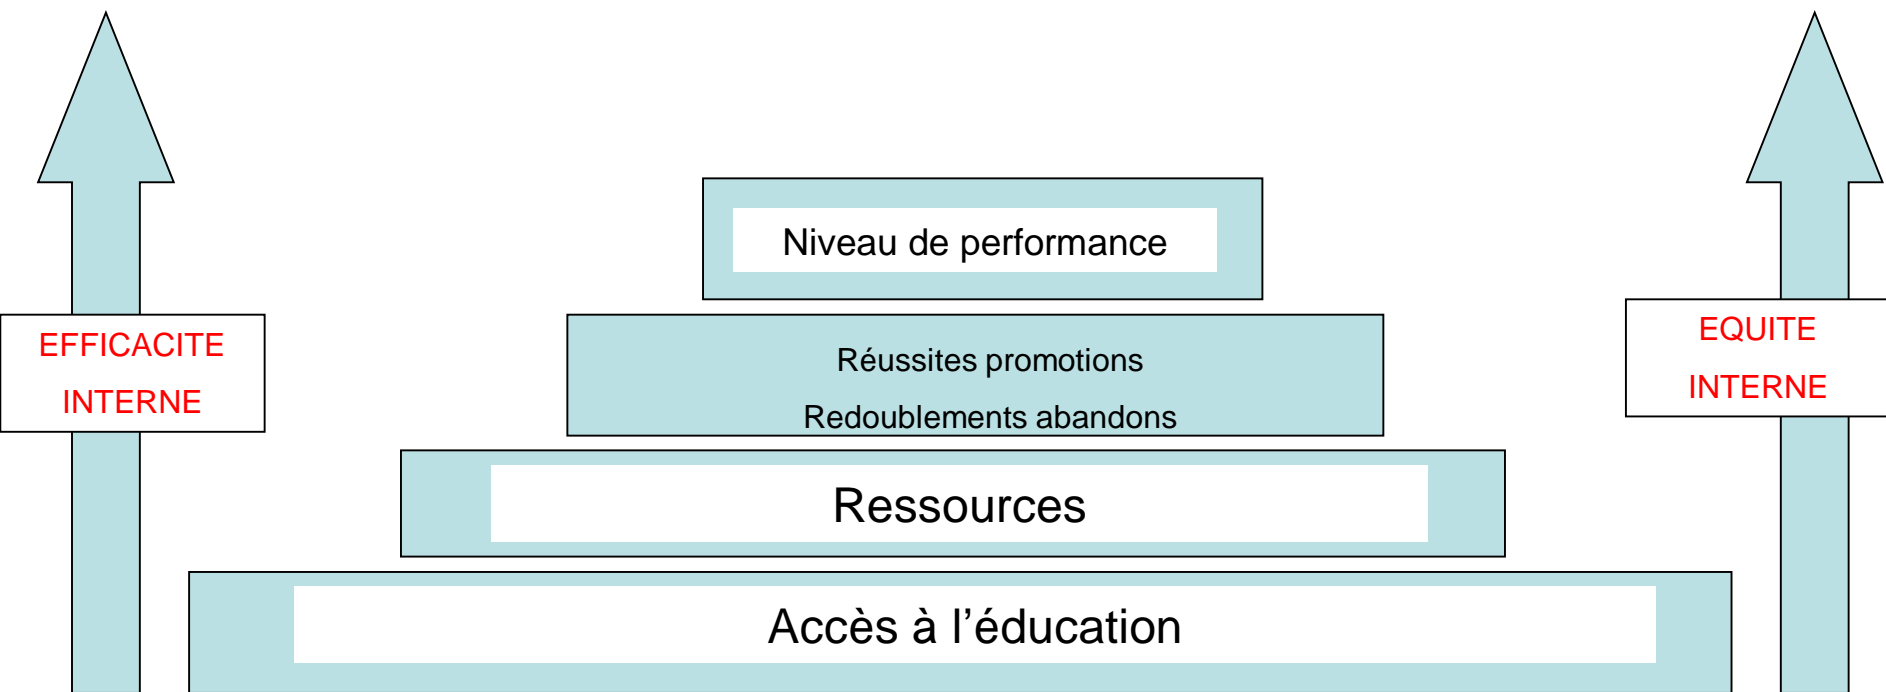 Niveau de performance
EFFICACITE
INTERNE
Réussites promotions
Redoublements abandons
EQUITE
INTERNE
Ressources
Accès à l’éducation